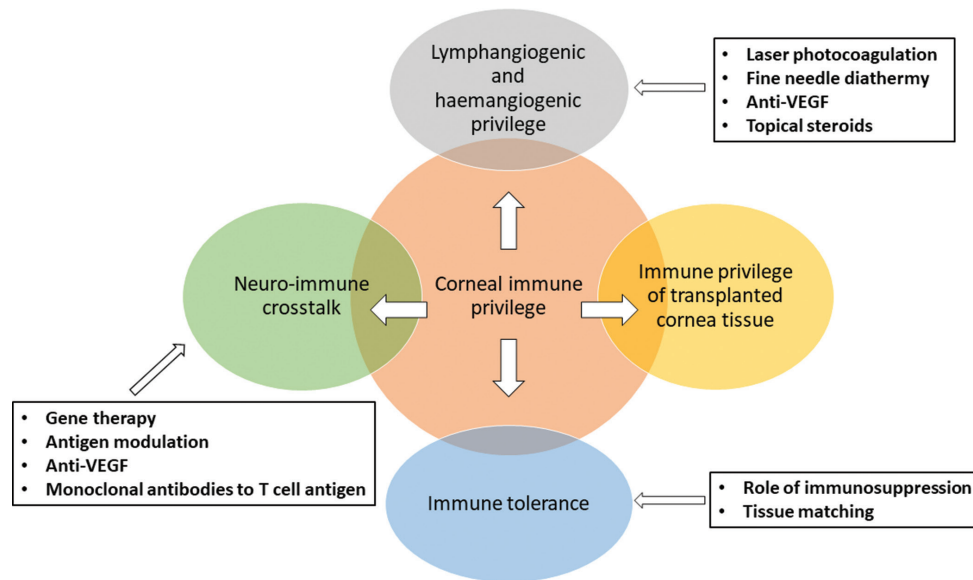 Lymphangiogenic
and
haemangiogenic
privilege
• Laser photocoagulation
• Fine needle diathermy
• Anti-VEGF
• Topical steroids
Neuro-immune
crosstalk
Corneal immune
privilege
Immune privilege
of transplanted
cornea tissue
• Gene therapy
• Antigen modulation
• Anti-VEGF
• Monoclonal antibodies to T cell antigen
Immune tolerance
• Role of immunosuppression
• Tissue matching